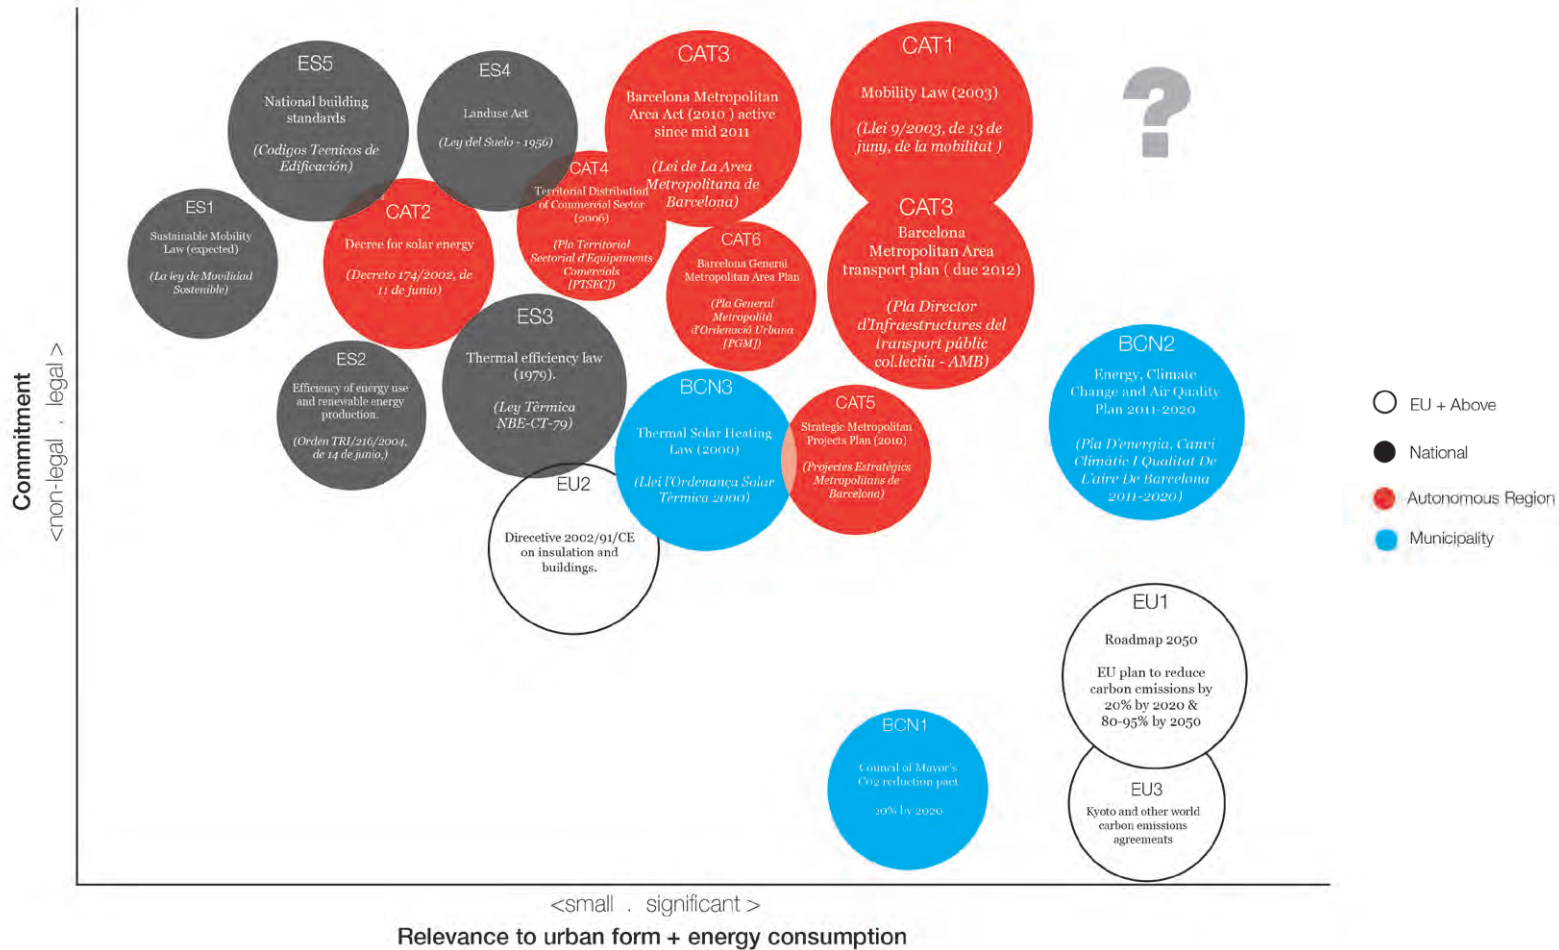 ES5
National building
standards
(Codigos Tecnicos de
Edificación)
ES4
Landuse Act
(Ley del Suelo - 1956)
CAT3
Barcelona Metropolitan
Area Act (2010 ) active
since mid 2011
(Lei de La Area
Metropolitana de
Barcelona)
CAT1
Mobility Law (2003)
(Llei 9/2003, de 13 de
juny, de la mobilitat )
?
ES1
Sustainable Mobility
Law (expected)
(La ley de Movilidad
Sostenible)
CAT2
Decree for solar energy
(Decreto 174/2002, de
11 de junio)
CAT4
Territorial Distribution
of Commercial Sector
(2006)
(Pla Territorial
Sectorial d'Equipaments
Comercials
[PTSEC])
CAT6
Barcelona General
Metropolitan Area Plan
(Pla General
Metropolità
d'Ordenació Urbana
[PGM])
CAT3
Barcelona
Metropolitan Area
transport plan ( due 2012)
(Pla Director
d'Infraestructures del
transport públic
col.lectiu - AMB)
ES2
Efficiency of energy use
and renewable energy
production.
(Orden TRI/216/2004,
de 14 de junio,)
ES3
Thermal efficiency law
(1979).
(Ley Tèrmica
NBE-CT-79)
BCN3
Thermal Solar Heating
Law (2000)
(Llei l'Ordenança Solar
Tèrmica 2000)
CAT5
Strategic Metropolitan
Projects Plan (2010)
(Projectes Estratègics
Metropolitans de
Barcelona)
BCN2
Energy, Climate
Change and Air Quality
Plan 2011-2020
(Pla D'energia, Canvi
Climàtic I Qualitat De
L'aire De Barcelona
2011-2020)
EU2
Direcetive 2002/91/CE
on insulation and
buildings.
EU1
Roadmap 2050
EU plan to reduce
carbon emissions by
20% by 2020 &
80-95% by 2050
BCN1
Council of Mayor's
Co2 reduction pact
20% by 2020
EU3
Kyoto and other world
carbon emissions
agreements
EU + Above
National
Autonomous Region
Municipality
Commitment
<non-legal . legal >
<small . significant >
Relevance to urban form + energy consumption